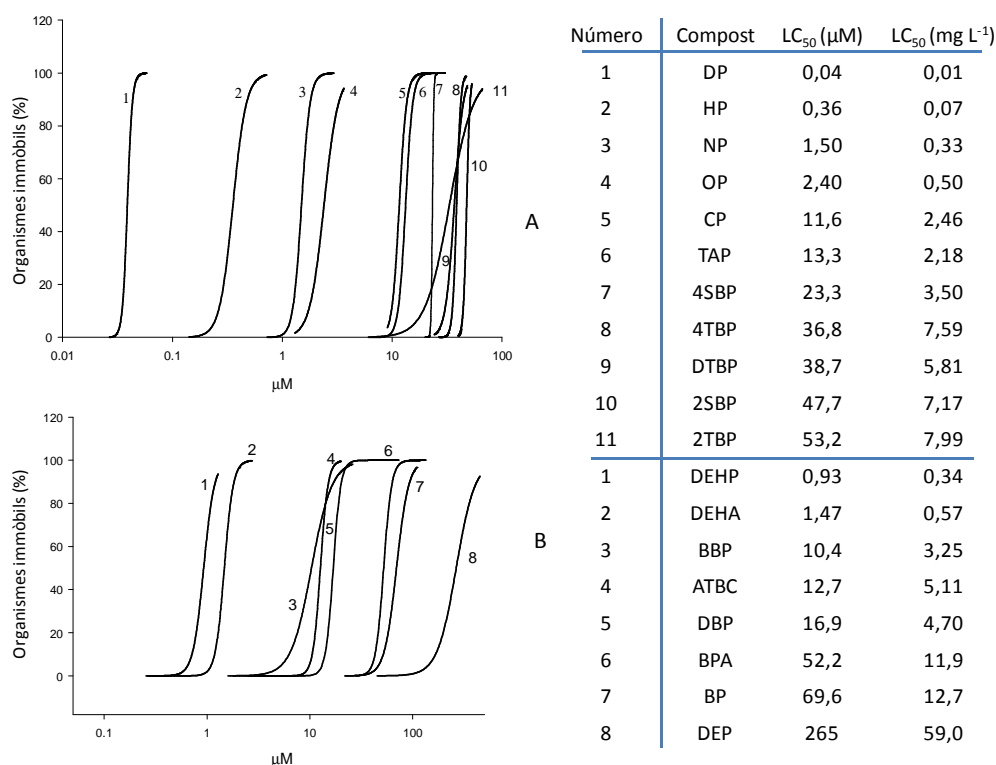 120
100
80
60
40
20
0
Organismes immòbils (%)
0.01
0.1
1
10
100
µM
1
2
3
4
5
6
7
8
11
10
9
A
120
100
80
60
40
20
0
Organismes immòbils (%)
0.1
1
10
100
µM
1
2
3
4
5
6
7
8
B
Número Compost LC50 (µM) LC50 (mg L-1)
1 DP 0,04 0,01
2 HP 0,36 0,07
3 NP 1,50 0,33
4 OP 2,40 0,50
5 CP 11,6 2,46
6 TAP 13,3 2,18
7 4SBP 23,3 3,50
8 4TBP 36,8 7,59
9 DTBP 38,7 5,81
10 2SBP 47,7 7,17
11 2TBP 53,2 7,99
1 DEHP 0,93 0,34
2 DEHA 1,47 0,57
3 BBP 10,4 3,25
4 ATBC 12,7 5,11
5 DBP 16,9 4,70
6 BPA 52,2 11,9
7 BP 69,6 12,7
8 DEP 265 59,0